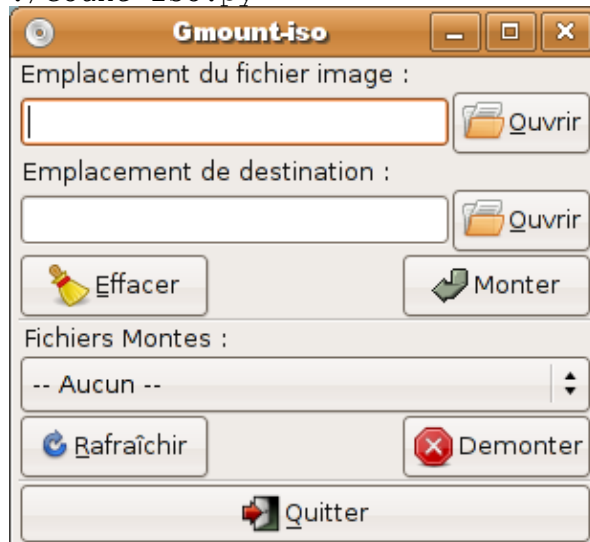 Gmount-iso
Emplacement du fichier image :
Ouvrir
Emplacement de destination :
Ouvrir
Effacer Monter
Fichiers Montes :
-- Aucun --
Rafraîchir Demonter
Quitter